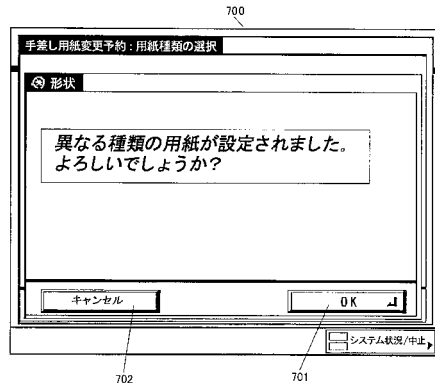 700
手差し用紙変更予約：用紙種類の選択
形状
異なる種類の用紙が設定されました。
よろしいでしょうか？
キャンセル
OK
システム状況/中止
702
701